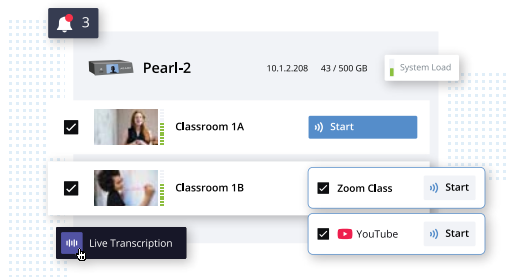 3
Pearl-2 10.1.2.208 43 / 500 GB System Load
Classroom 1A Start
Classroom 1B
Zoom Class Start
YouTube Start
Live Transcription